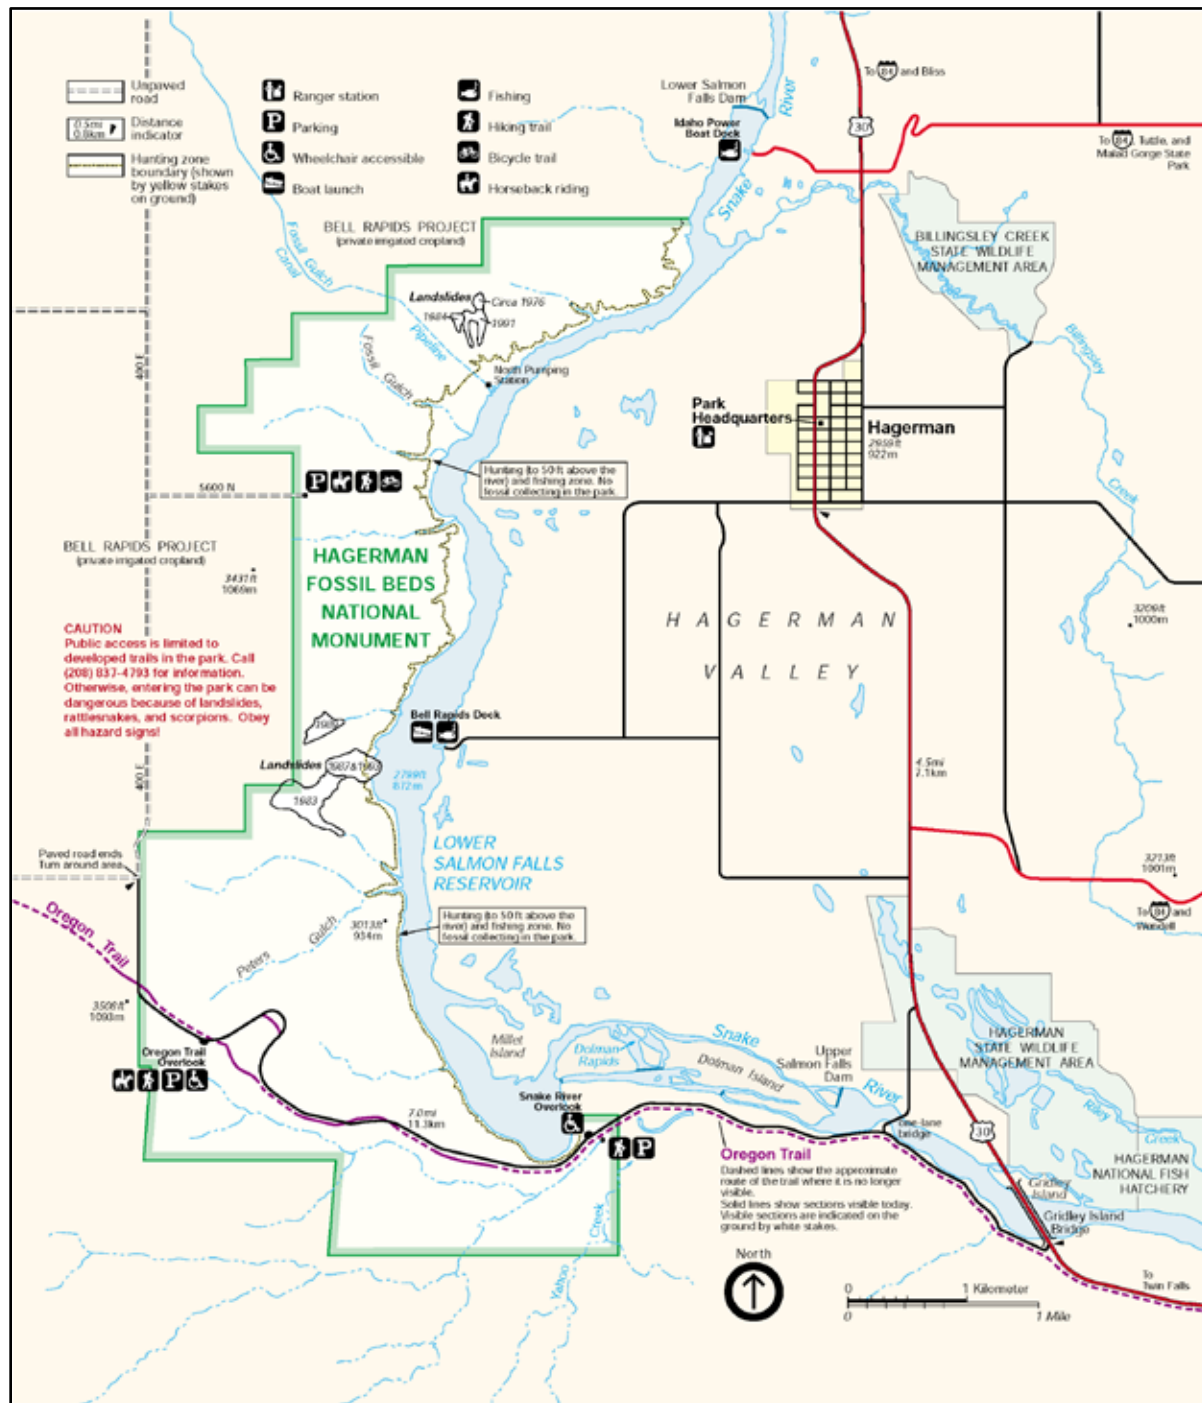 Unpaved
road
0.5mi
0.8km
Distance
indicator
Hunting zone
boundary (shown
by yellow stakes
on ground)
Ranger station
P
Parking
Wheelchair accessible
Boat launch
Fishing
Hiking trail
Bicycle trail
Horseback riding
Lower Salmon
Falls Dam
River
Idaho Power
Boat Dock
Snake
To 84 and Bliss
30
To 84, Tuttle, and
Malad Gorge State
Park
BELL RAPIDS PROJECT
(private irrigated cropland)
Fossil Gulch
Canal
BILLINGSLEY CREEK
STATE WILDLIFE
MANAGEMENT AREA
Landslides
Circa 1976
1991
Pipeline
Fossil Gulch
North Pumping
Station
Billingsley
Creek
400 E
Park
Headquarters
Hagerman
2959ft
922m
Hunting (to 50 ft above the
river) and fishing zone. No
fossil collecting in the park.
5600 N
P
BELL RAPIDS PROJECT
(private irrigated cropland)
3431ft
1069m
HAGERMAN
FOSSIL BEDS
NATIONAL
MONUMENT
HAGERMAN
VALLEY
3209ft
1000m
CAUTION
Public access is limited to
developed trails in the park. Call
(208) 837-4793 for information.
Otherwise, entering the park can be
dangerous because of landslides,
rattlesnakes, and scorpions. Obey
all hazard signs!
Bell Rapids Dock
Landslides
1987&1993
1983
2799ft
872m
4.5mi
7.1km
400 E
LOWER
SALMON FALLS
RESERVOIR
Paved road ends
Turn around area
3213ft
1001m
To 84 and
Wendell
Oregon Trail
Peters Gulch
3013ft
934m
Hunting (to 50 ft above the
river) and fishing zone. No
fossil collecting in the park.
3506ft
1093m
Oregon Trail
Overlook
P
Millet
Island
Dolman
Rapids
Snake
Dolman Island
Upper
Salmon Falls
Dam
River
HAGERMAN
STATE WILDLIFE
MANAGEMENT AREA
Riley
Creek
Snake River
Overlook
7.0mi
11.3km
P
one-lane
bridge
30
HAGERMAN
NATIONAL FISH
HATCHERY
Oregon Trail
Dashed lines show the approximate
route of the trail where it is no longer
visible.
Solid lines show sections visible today.
Visible sections are indicated on the
ground by white stakes.
Gridley
Island
Gridley Island
Bridge
Yahoo Creek
North
0
1 Kilometer
0
1 Mile
To
Twin Falls